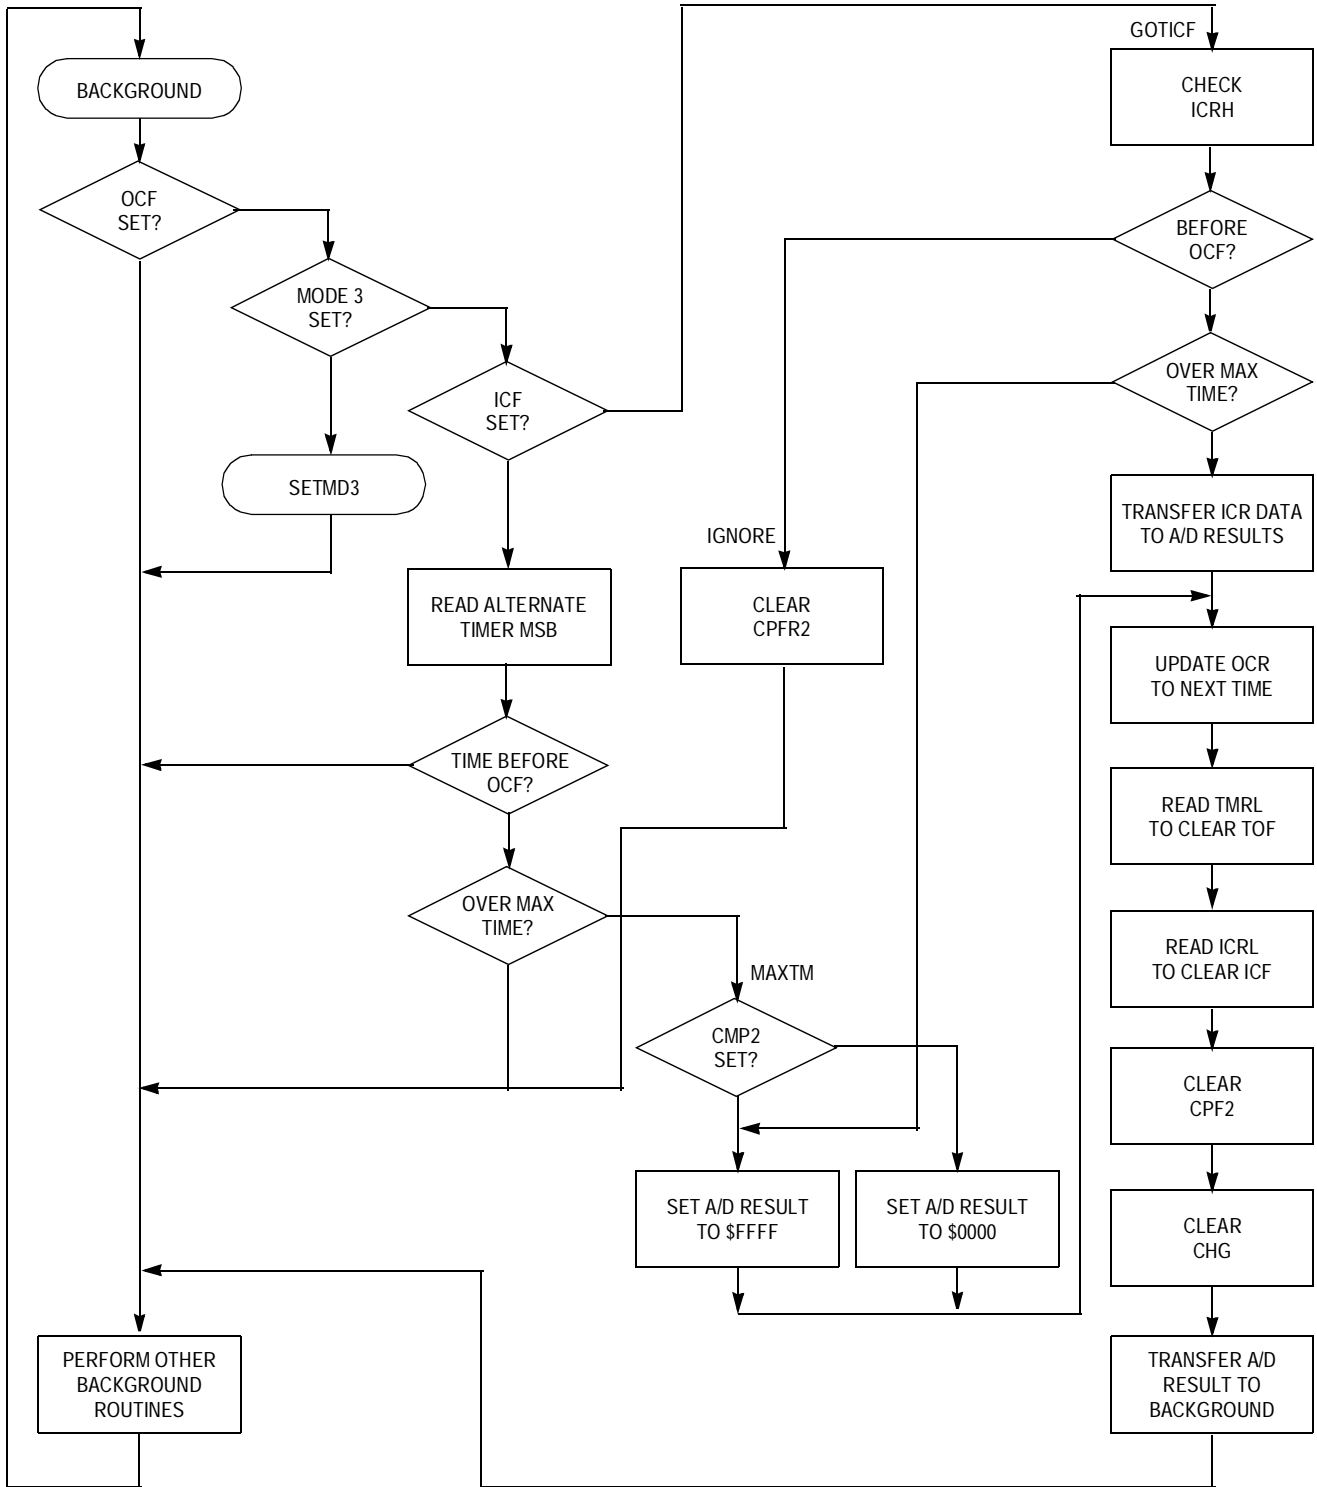 BACKGROUND
OCF
SET?
MODE 3
SET?
SETMD3
ICF
SET?
READ ALTERNATE
TIMER MSB
TIME BEFORE
OCF?
OVER MAX
TIME?
IGNORE
CLEAR
CPFR2
MAXTM
CMP2
SET?
SET A/D RESULT
TO $FFFF
SET A/D RESULT
TO $0000
GOTICF
CHECK
ICRH
BEFORE
OCF?
OVER MAX
TIME?
TRANSFER ICR DATA
TO A/D RESULTS
UPDATE OCR
TO NEXT TIME
READ TMRL
TO CLEAR TOF
READ ICRL
TO CLEAR ICF
CLEAR
CPF2
CLEAR
CHG
TRANSFER A/D
RESULT TO
BACKGROUND
PERFORM OTHER
BACKGROUND
ROUTINES